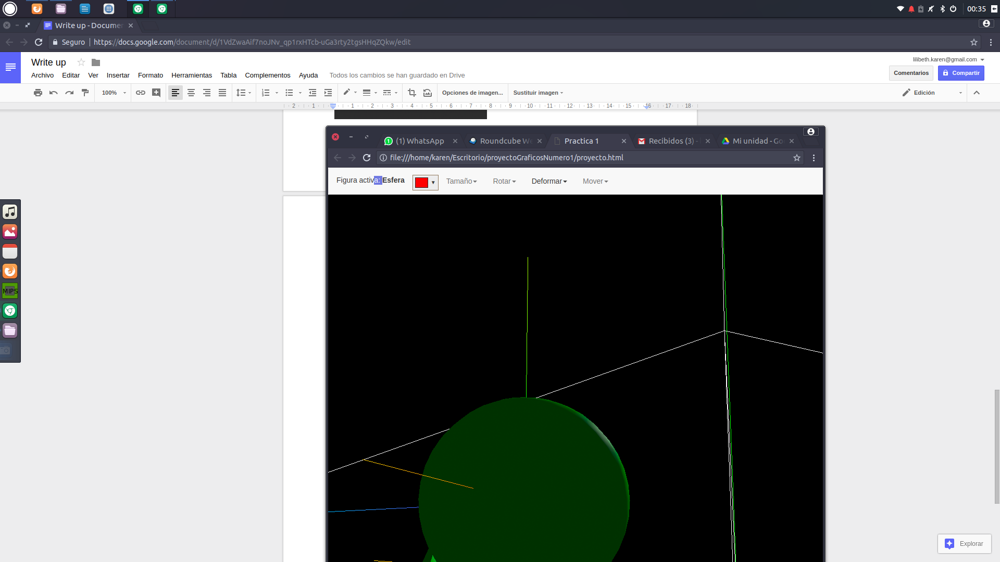 00:35
Write up - Documen
Seguro
https://docs.google.com/document/d/1VdZwaAif7noJNv_qp1rxHTcb-uGa3rty2tgsHHqZQkw/edit
Write up
lilibeth.karen@gmail.com
Archivo Editar Ver Insertar Formato Herramientas Tabla Complementos Ayuda Todos los cambios se han guardado en Drive
Comentarios
Compartir
100%
Opciones de imagen...
Sustituir imagen
Edición
2 1 1 2 3 4 5 6 7 8 9 10 11 12 13 14 15 16 17 18
(1) WhatsApp
Roundcube We
Practica 1
Recibidos (3) -
Mi unidad - Go
file:///home/karen/Escritorio/proyectoGraficosNumero1/proyecto.html
Figura activa: Esfera
Tamaño Rotar Deformar Mover
MIPS
Explorar